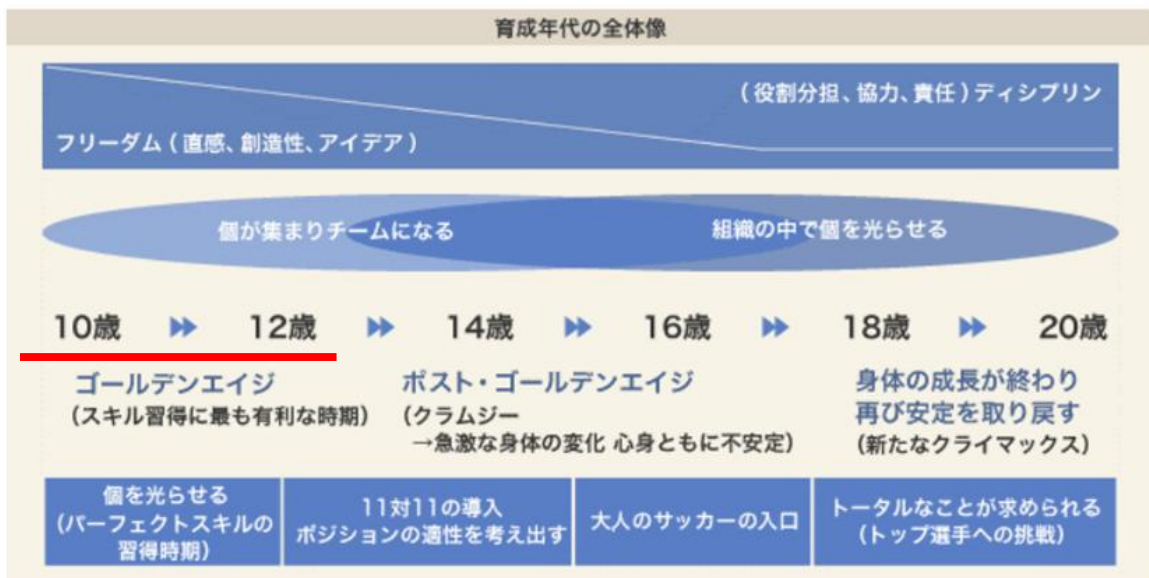 育成年代の全体像
(役割分担、協力、責任)ディシプリン
フリーダム(直感、創造性、アイデア)
個が集まりチームになる
組織の中で個を光らせる
10歳
12歳
14歳
16歳
18歳
20歳
ゴールデンエイジ
(スキル習得に最も有利な時期)
ポスト・ゴールデンエイジ
(クラムジー
→急激な身体の変化 心身ともに不安定)
身体の成長が終わり
再び安定を取り戻す
(新たなクライマックス)
個を光らせる
(パーフェクトスキルの
習得時期)
11対11の導入
ポジションの適性を考え出す
大人のサッカーの入口
トータルなことが求められる
(トップ選手への挑戦)